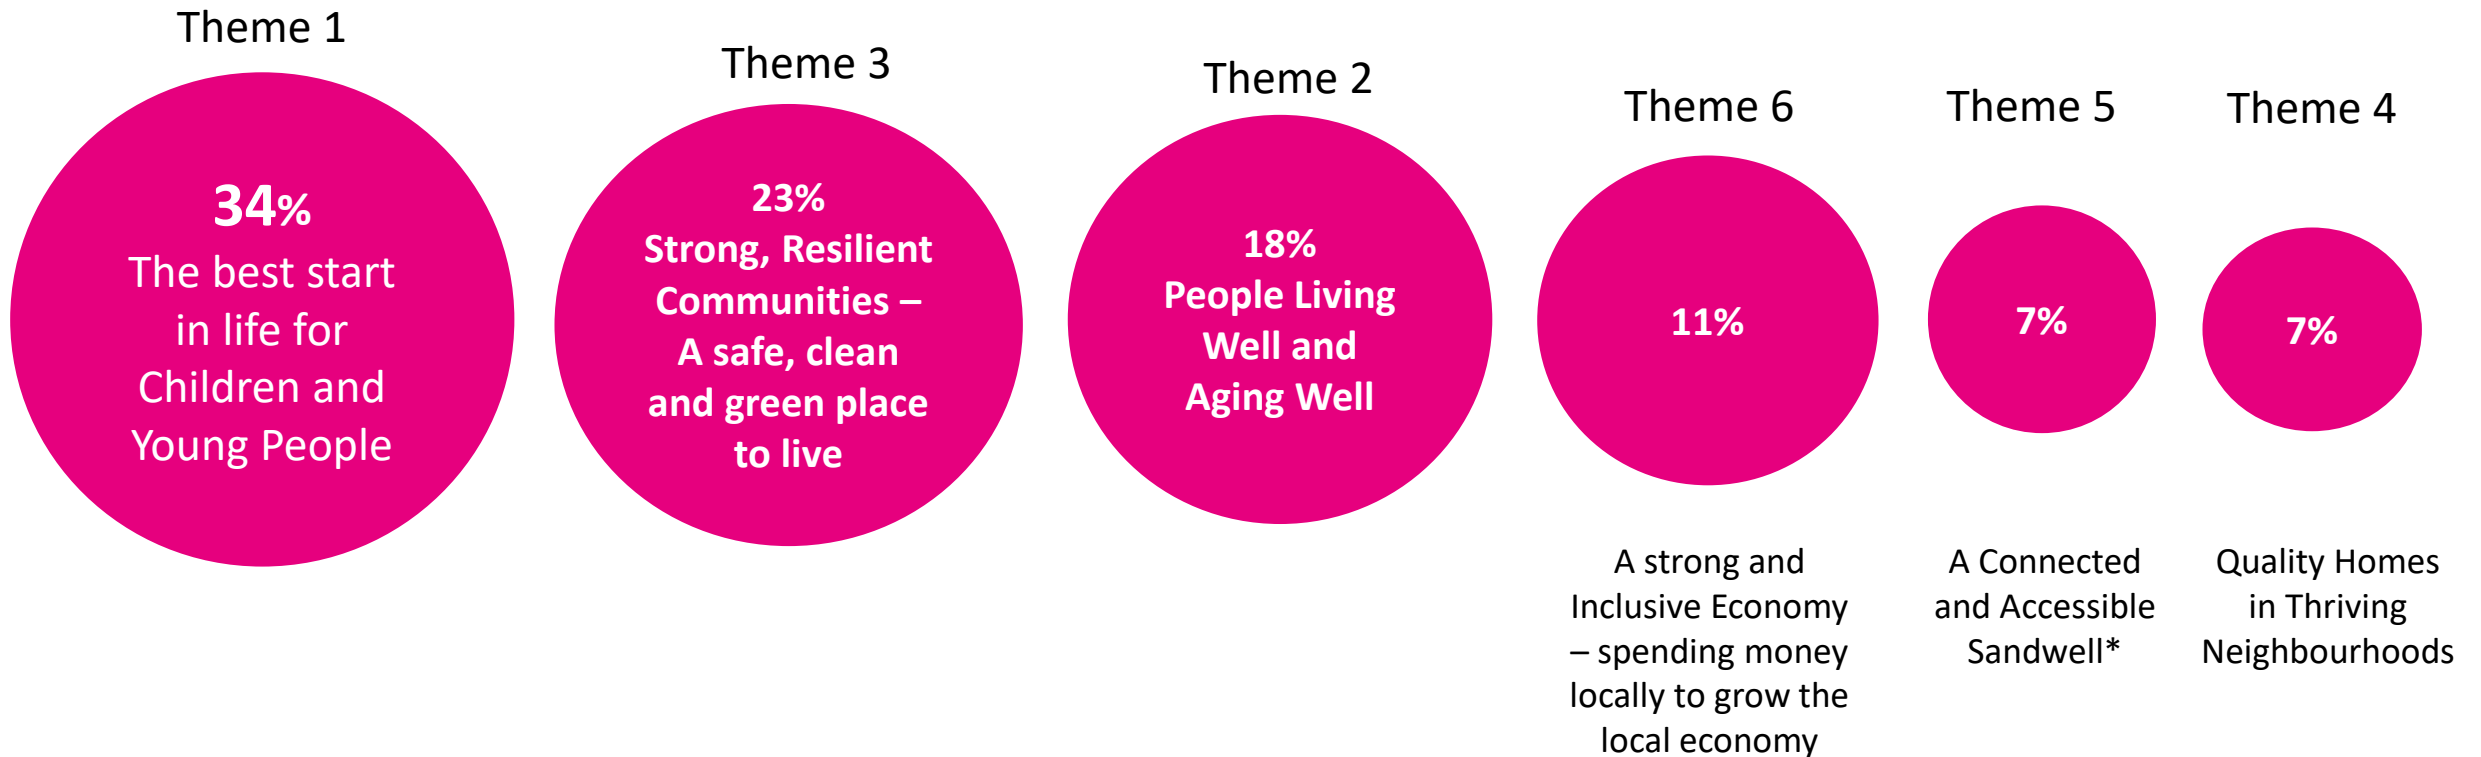 Theme 1
34%
The best start
in life for
Children and
Young People
Theme 3
23%
Strong, Resilient
Communities –
A safe, clean
and green place
to live
Theme 2
18%
People Living
Well and
Aging Well
Theme 6
11%
A strong and
Inclusive Economy
– spending money
locally to grow the
local economy
Theme 5
7%
A Connected
and Accessible
Sandwell*
Theme 4
7%
Quality Homes
in Thriving
Neighbourhoods